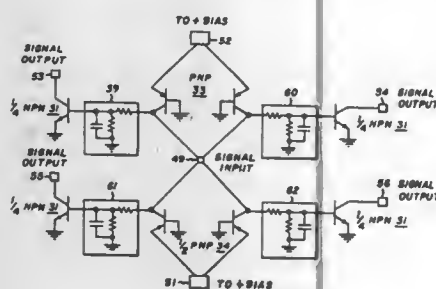 TO + BIAS
52
SIGNAL
OUTPUT
53
59
PNP
33
60
54
SIGNAL
OUTPUT
1/4 NPN 31
1/4 NPN 31
SIGNAL
OUTPUT
55
49
SIGNAL
INPUT
61
62
56
SIGNAL
OUTPUT
1/4 NPN 31
1/2 PNP 34
1/4 NPN 31
51
TO + BIAS